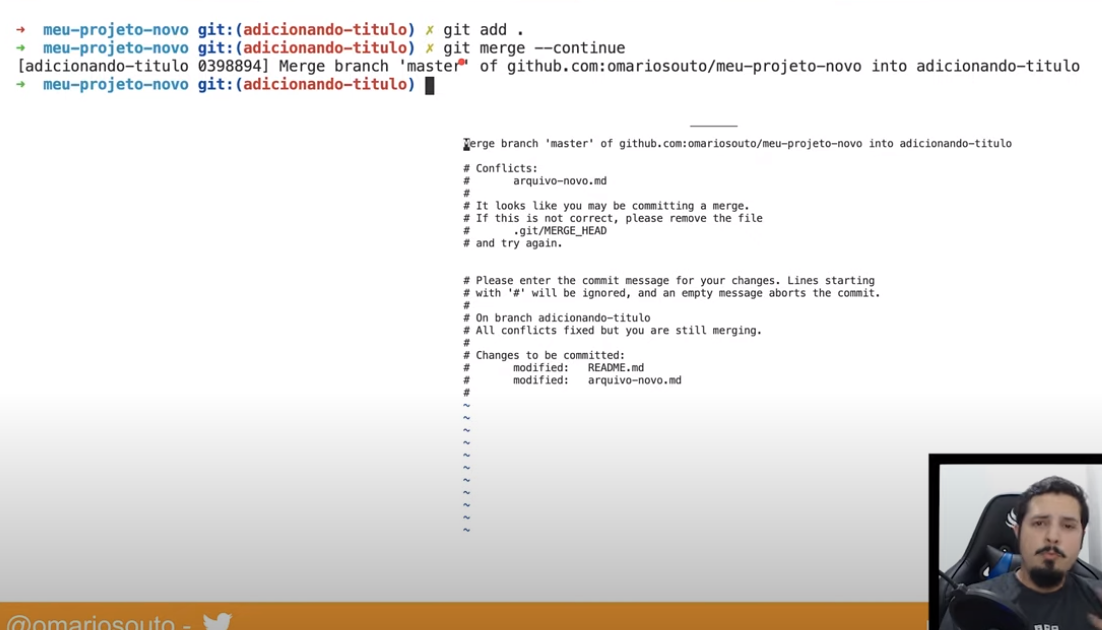 ➜ meu-projeto-novo git:(adicionando-titulo) ✗ git add .
➜ meu-projeto-novo git:(adicionando-titulo) ✗ git merge --continue
[adicionando-titulo 0398894] Merge branch 'master' of github.com:omariosouto/meu-projeto-novo into adicionando-titulo
➜ meu-projeto-novo git:(adicionando-titulo)
Merge branch 'master' of github.com:omariosouto/meu-projeto-novo into adicionando-titulo
# Conflicts:
#       arquivo-novo.md
#
# It looks like you may be committing a merge.
# If this is not correct, please remove the file
#       .git/MERGE_HEAD
# and try again.
# Please enter the commit message for your changes. Lines starting
# with '#' will be ignored, and an empty message aborts the commit.
#
# On branch adicionando-titulo
# All conflicts fixed but you are still merging.
#
# Changes to be committed:
#       modified:   README.md
#       modified:   arquivo-novo.md
#
~
~
~
~
~
~
~
~
~
~
~
@omariosouto -